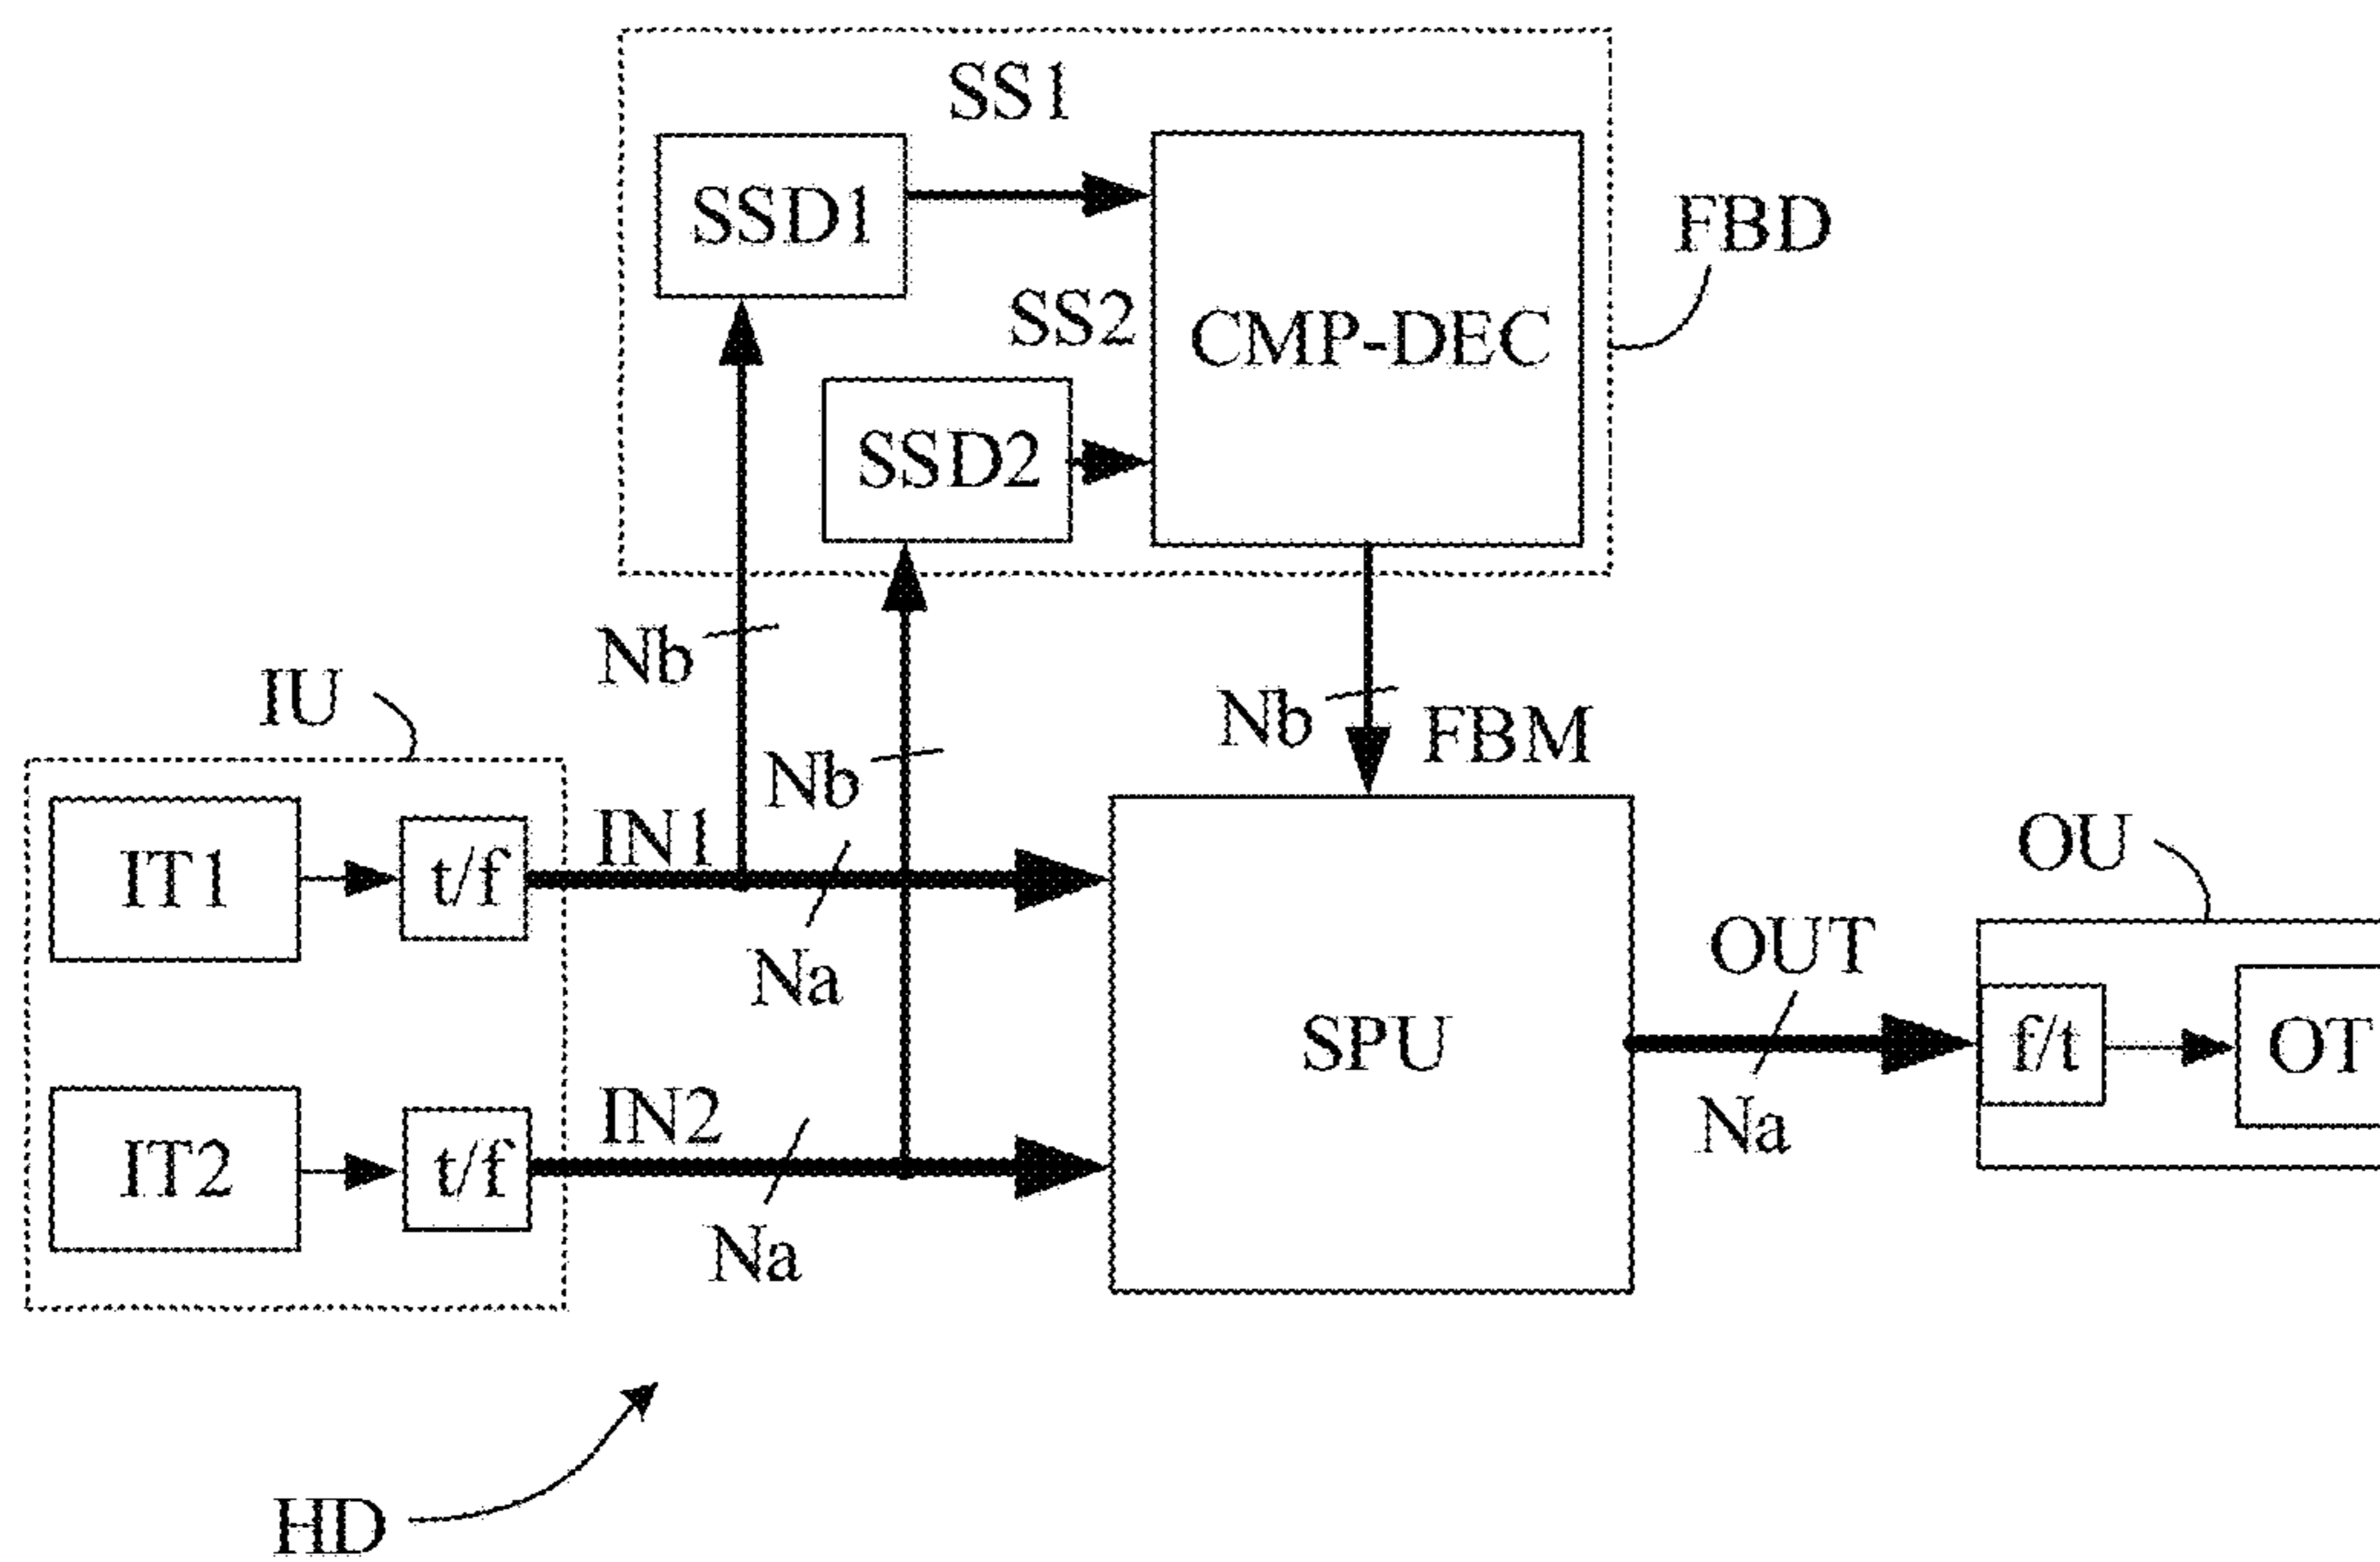 SS1
SSD1
FBD
SS2
CMP-DEC
SSD2
Nb
IU
Nb
FBM
Nb
IN1
IT1
t/f
OU
Na
OUT
SPU
f/t
OT
IN2
Na
IT2
t/f
Na
HD